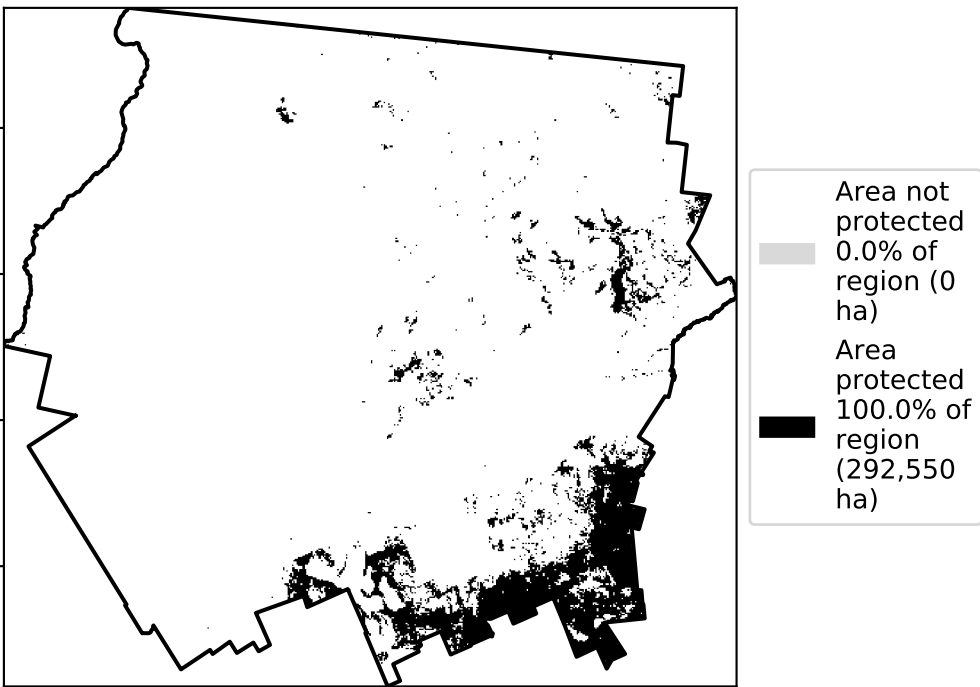 Area not
protected
0.0% of
region (0
ha)
Area
protected
100.0% of
region
(292,550
ha)